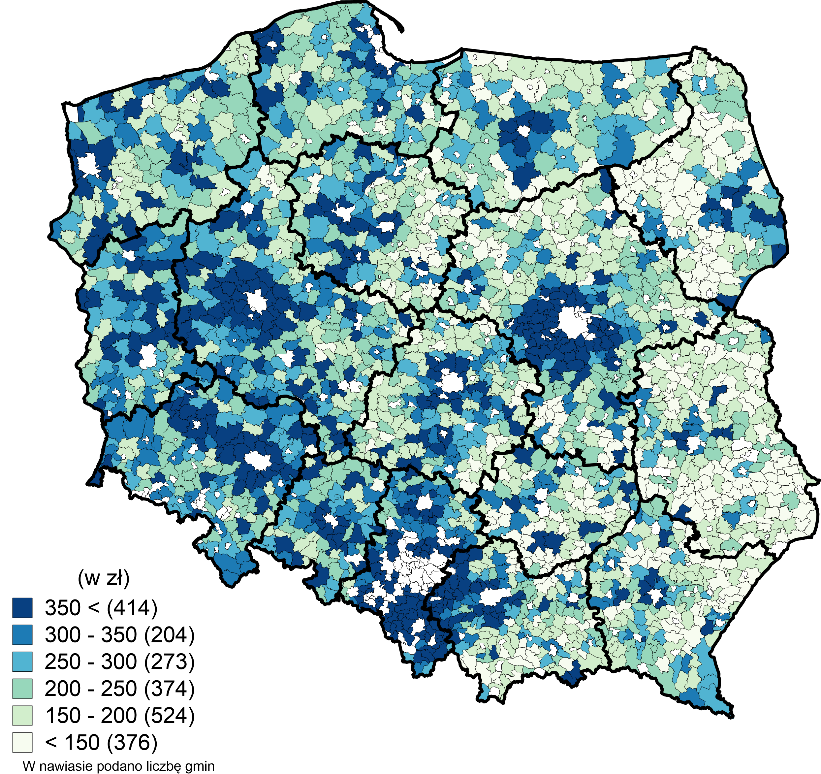 (w zł)
350 < (414)
300 - 350 (204)
250 - 300 (273)
200 - 250 (374)
150 - 200 (524)
< 150 (376)
W nawiasie podano liczbę gmin